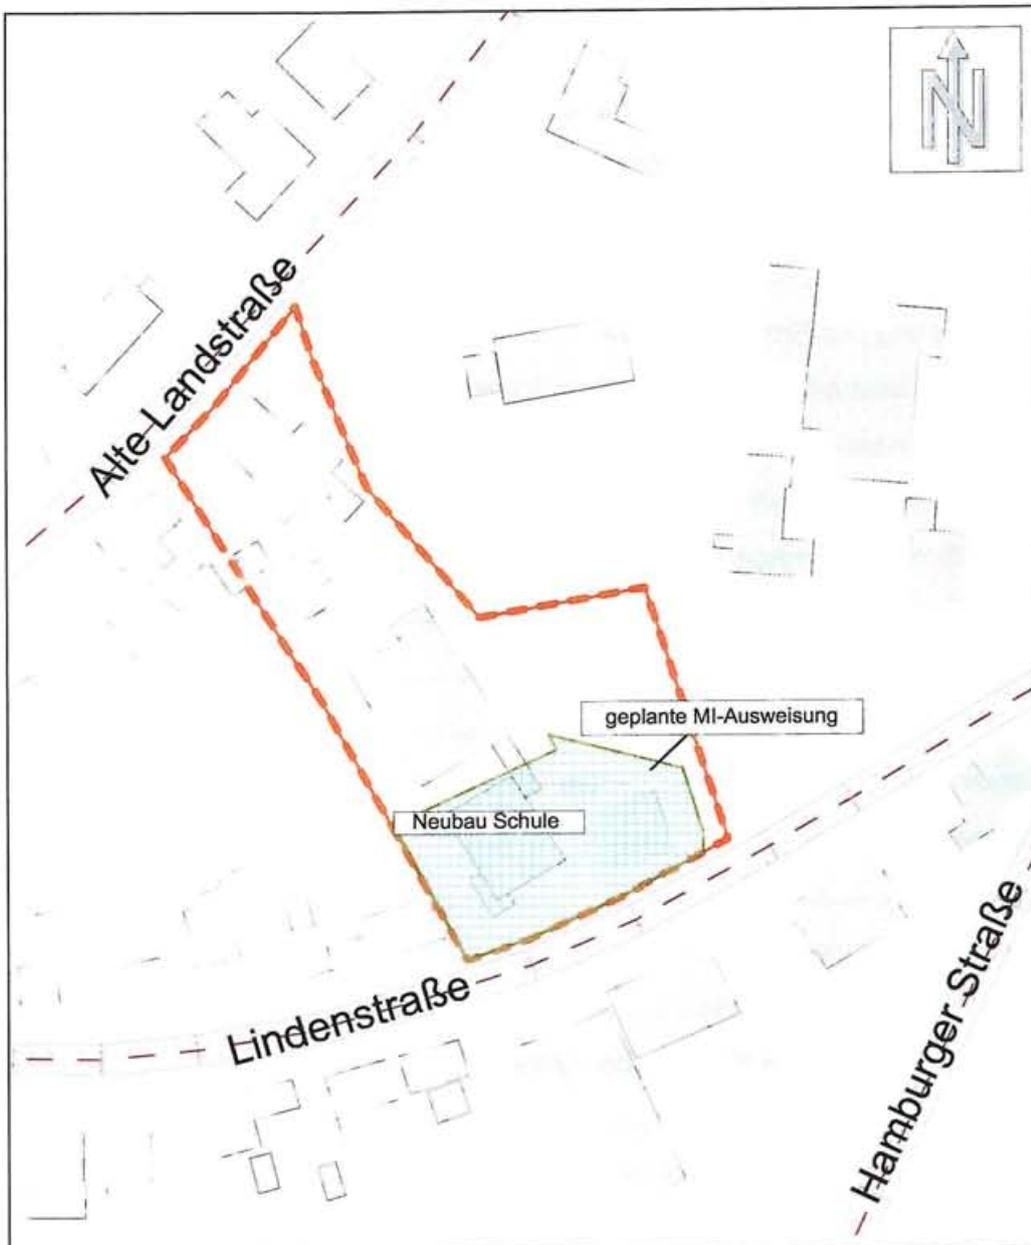 N
Alte Landstraße
geplante MI-Ausweisung
Neubau Schule
Lindenstraße
Hamburger Straße